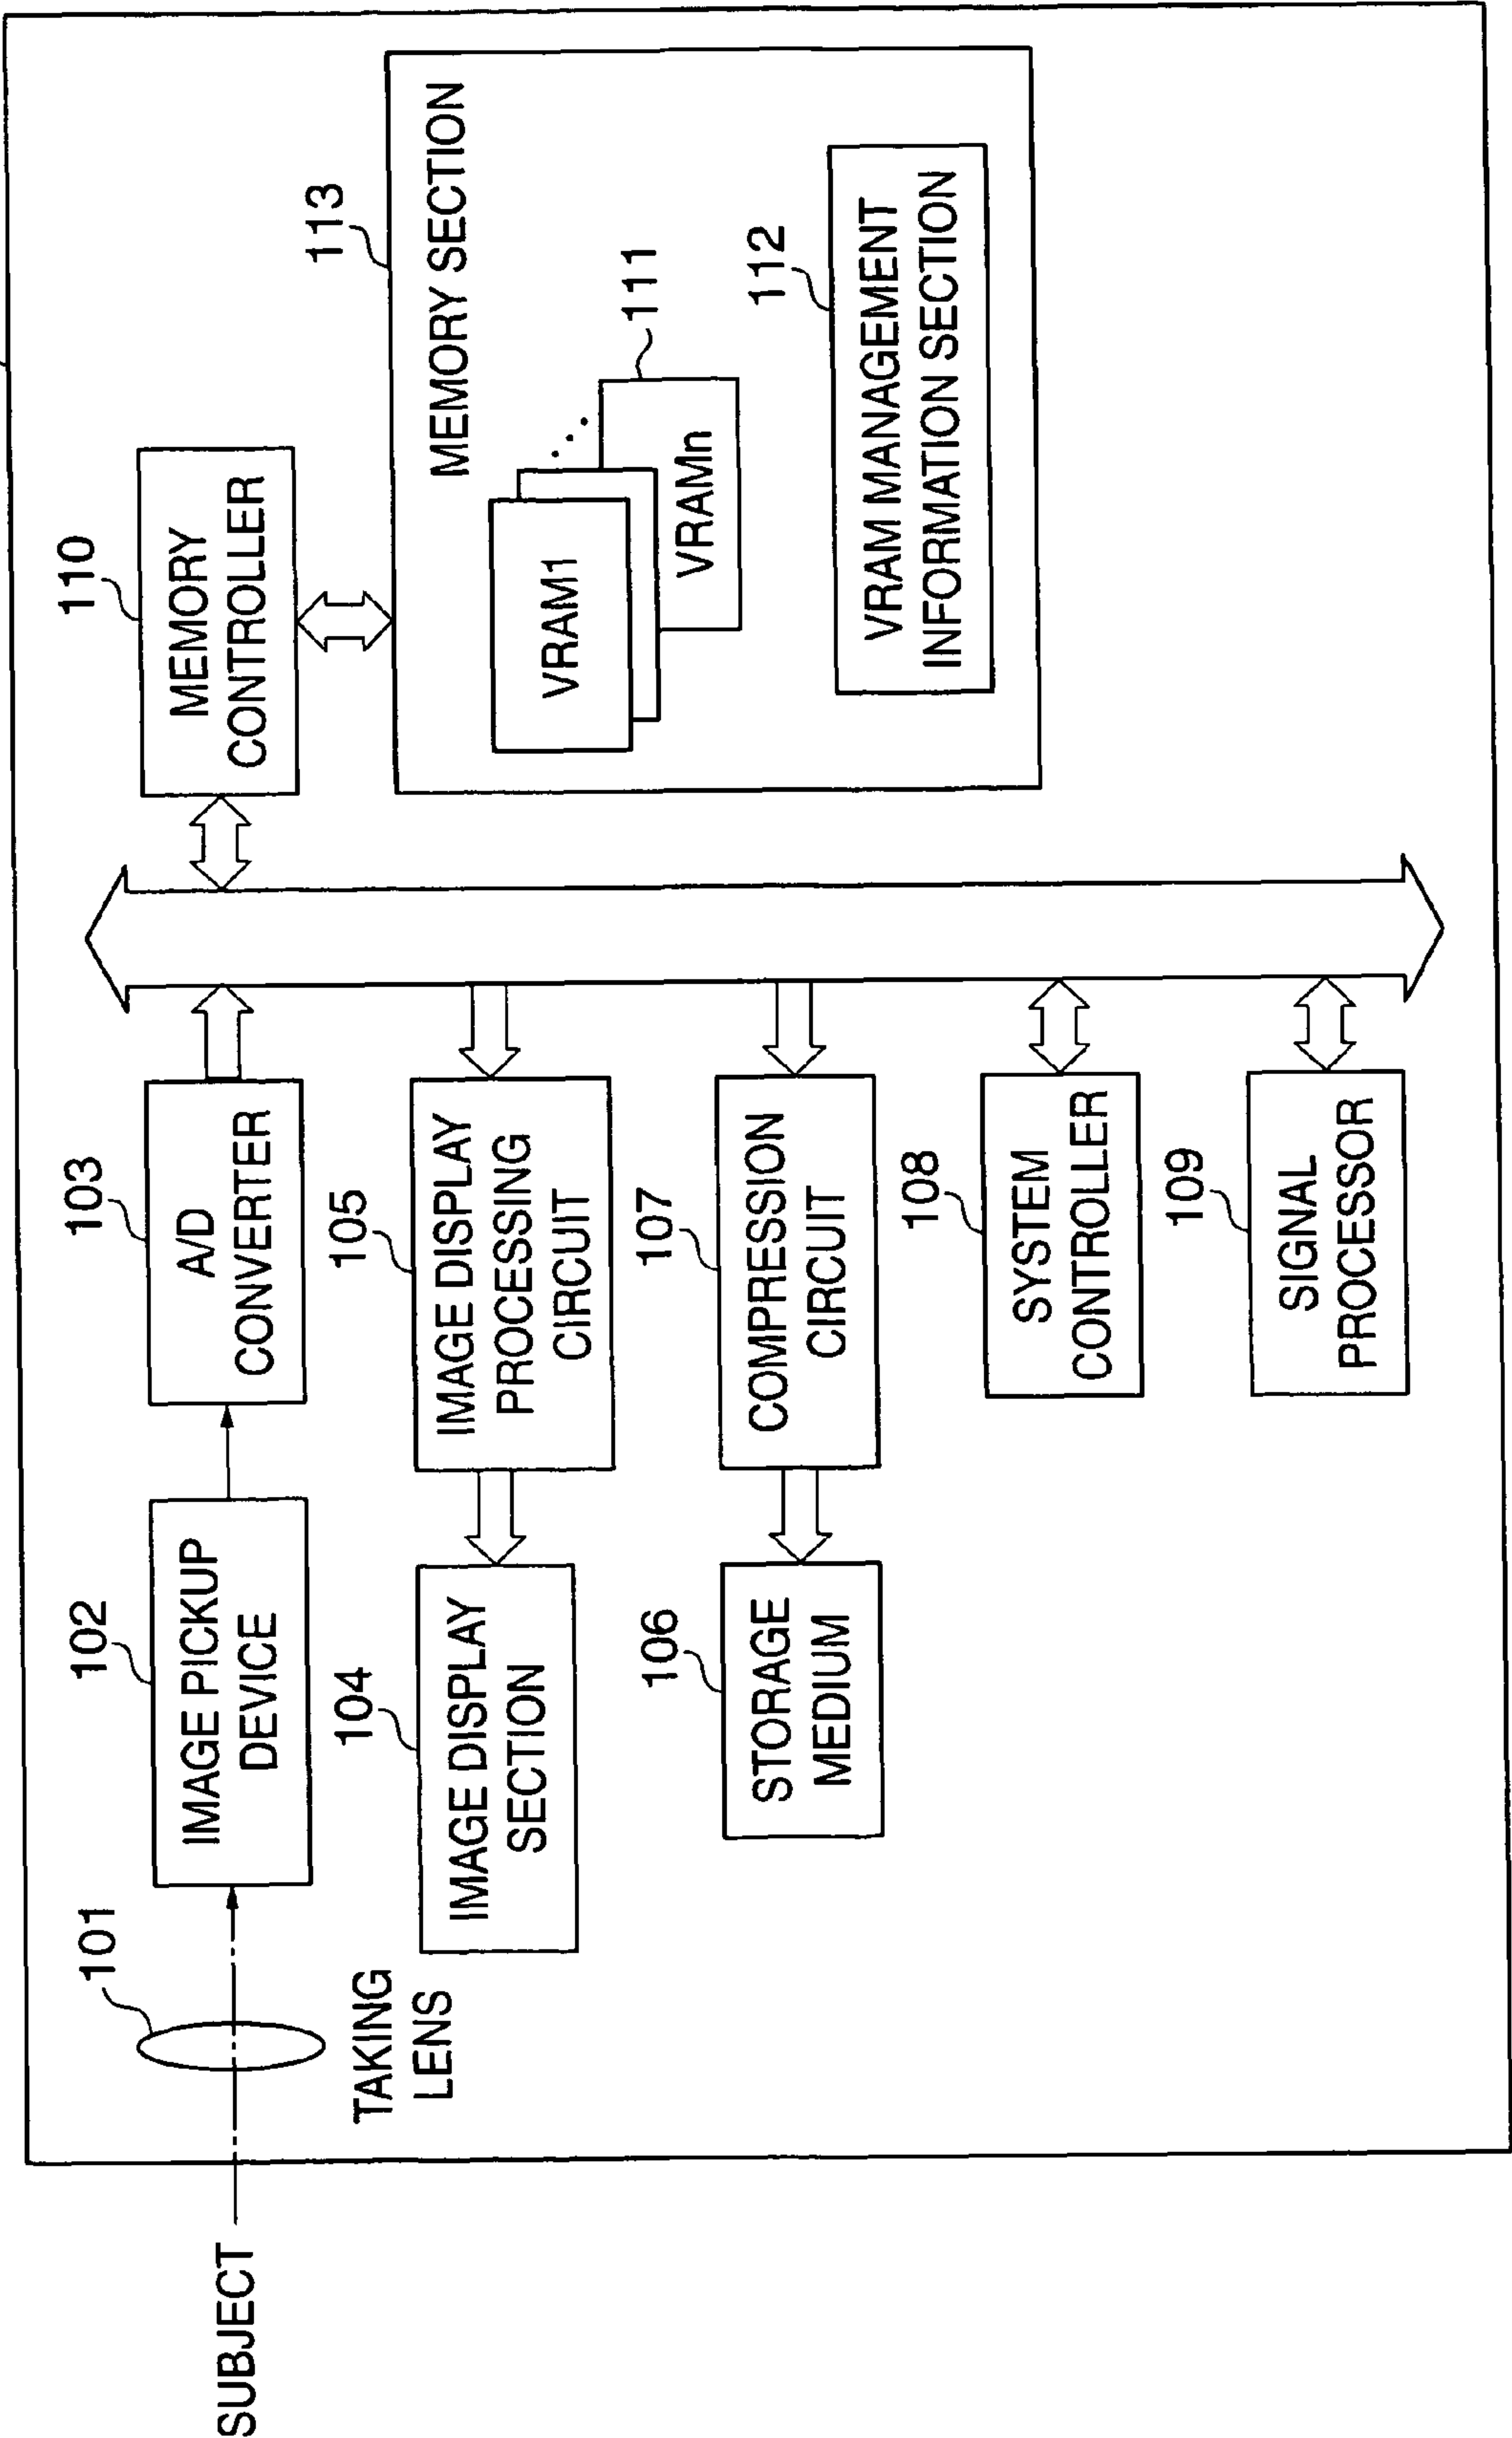 SUBJECT
101
TAKING
LENS
102
IMAGE PICKUP
DEVICE
103
A/D
CONVERTER
110
MEMORY
CONTROLLER
104
IMAGE DISPLAY
SECTION
105
IMAGE DISPLAY
PROCESSING
CIRCUIT
113
MEMORY SECTION
VRAM1
VRAMn
111
112
VRAM MANAGEMENT
INFORMATION SECTION
106
STORAGE
MEDIUM
107
COMPRESSION
CIRCUIT
108
SYSTEM
CONTROLLER
109
SIGNAL
PROCESSOR